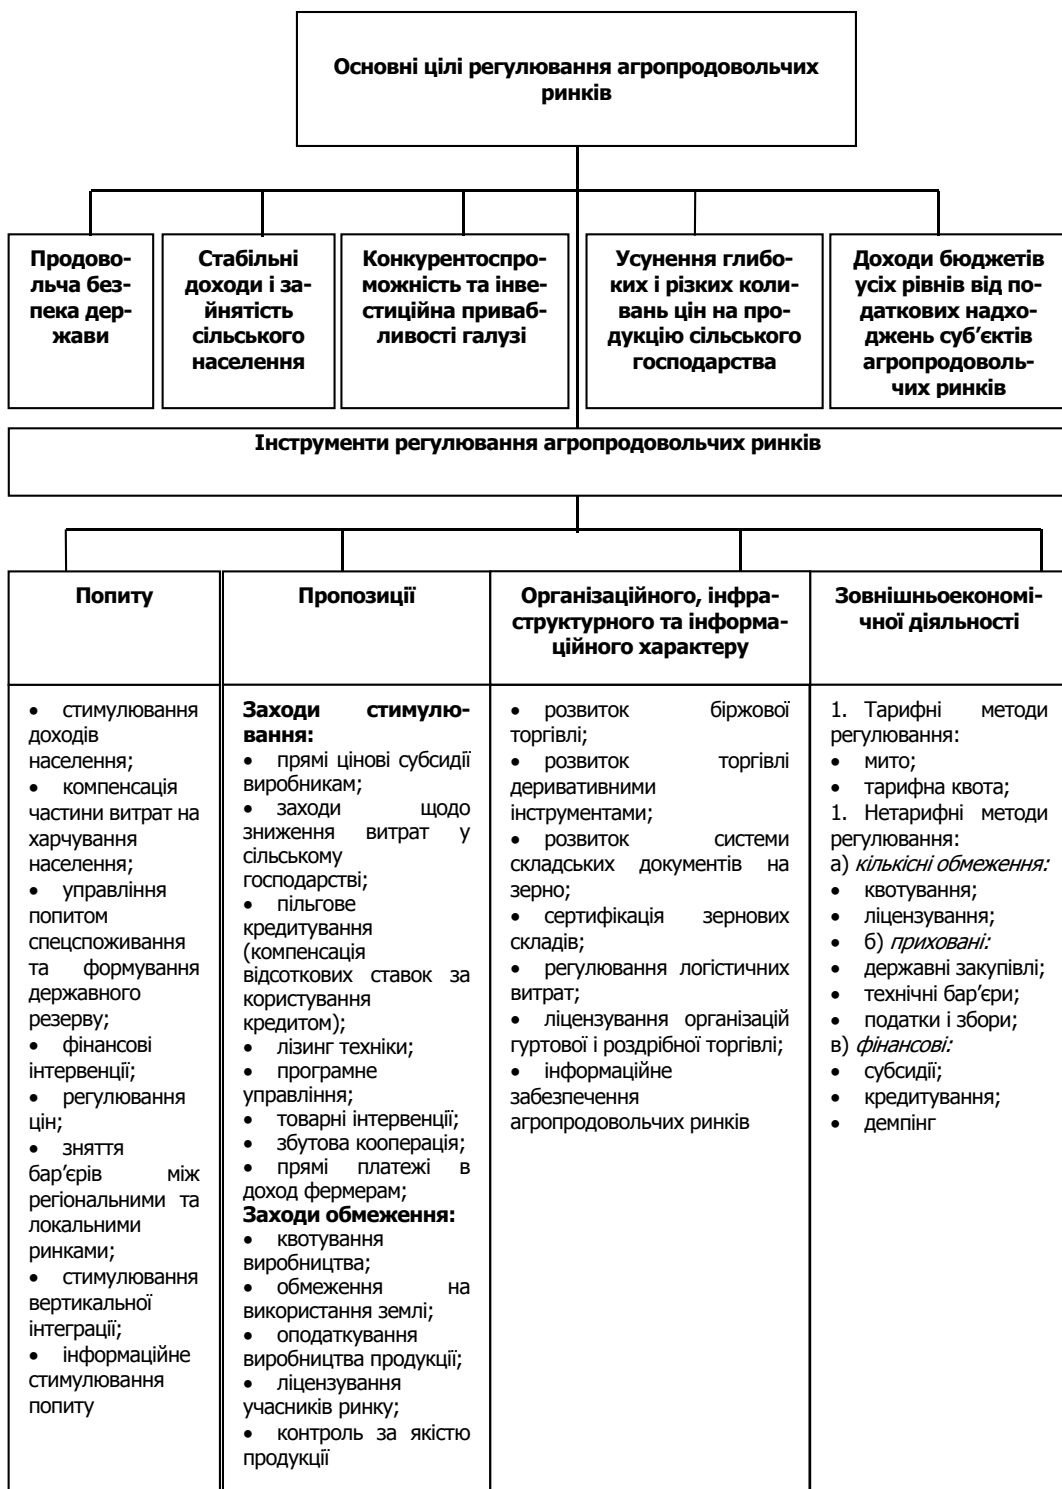 Основні цілі регулювання агропродовольчих
ринків
Продово-
льча без-
пека дер-
жави
Стабільні
доходи і за-
йнятість
сільського
населення
Конкурентоспро-
можність та інве-
стиційна приваб-
ливості галузі
Усунення глибо-
ких і різких коли-
вань цін на про-
дукцію сільського
господарства
Доходи бюджетів
усіх рівнів від по-
даткових надхо-
джень суб’єктів
агропродоволь-
чих ринків
Інструменти регулювання агропродовольчих ринків
Попиту
Пропозиції
Організаційного, інфра-
структурного та інформа-
ційного характеру
Зовнішньоекономі-
чної діяльності
• стимулювання
доходів
населення;
• компенсація
частини витрат на
харчування
населення;
• управління
попитом
спецспоживання
та формування
державного
резерву;
• фінансові
інтервенції;
• регулювання
цін;
• зняття
бар’єрів між
регіональними та
локальними
ринками;
• стимулювання
вертикальної
інтеграції;
• інформаційне
стимулювання
попиту
Заходи стимулю-
вання:
• прямі цінові субсидії
виробникам;
• заходи щодо
зниження витрат у
сільському
господарстві;
• пільгове
кредитування
(компенсація
відсоткових ставок за
користування
кредитом);
• лізинг техніки;
• програмне
управління;
• товарні інтервенції;
• збутова кооперація;
• прямі платежі в
доход фермерам;
Заходи обмеження:
• квотування
виробництва;
• обмеження на
використання землі;
• оподаткування
виробництва продукції;
• ліцензування
учасників ринку;
• контроль за якістю
продукції
• розвиток біржової
торгівлі;
• розвиток торгівлі
деривативними
інструментами;
• розвиток системи
складських документів на
зерно;
• сертифікація зернових
складів;
• регулювання логістичних
витрат;
• ліцензування організацій
гуртової і роздрібної торгівлі;
• інформаційне
забезпечення
агропродовольчих ринків
1. Тарифні методи
регулювання:
• мито;
• тарифна квота;
1. Нетарифні методи
регулювання:
а) кількісні обмеження:
• квотування;
• ліцензування;
• б) приховані:
• державні закупівлі;
• технічні бар’єри;
• податки і збори;
в) фінансові:
• субсидії;
• кредитування;
• демпінг